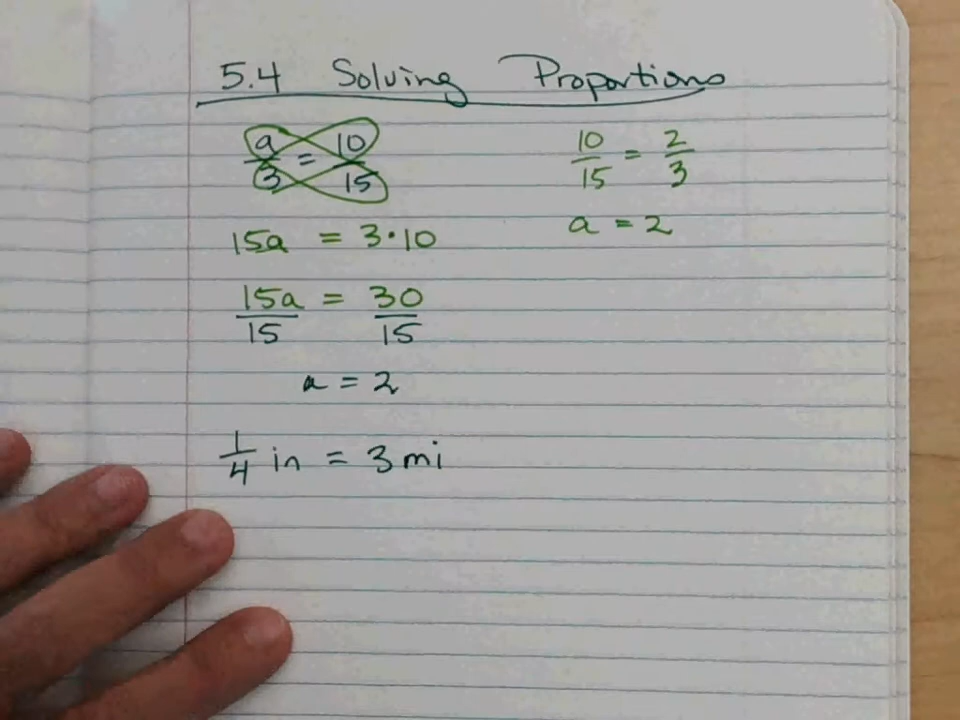 5.4 Solving Proportions
a/3 = 10/15
15a = 3·10
15a/15 = 30/15
a = 2
1/4 in = 3 mi
10/15 = 2/3
a = 2